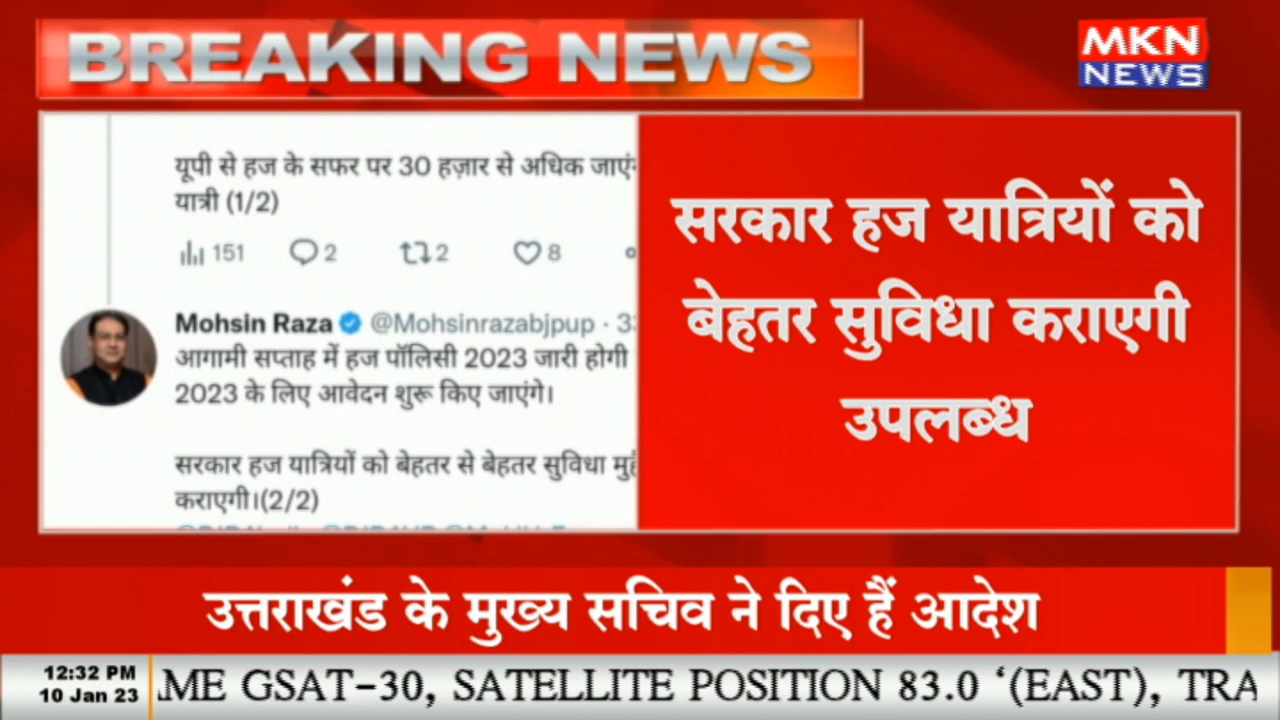 BREAKING NEWS
MKN
NEWS
यूपी से हज के सफर पर 30 हज़ार से अधिक
यात्री (1/2)
151 2 2 8
Mohsin Raza @Mohsinrazabjpup ·
आगामी सप्ताह में हज पॉलिसी 2023 जारी होगी
2023 के लिए आवेदन शुरू किए जाएंगे।
सरकार हज यात्रियों को बेहतर से बेहतर सुविधा
कराएगी।(2/2)
सरकार हज यात्रियों को
बेहतर सुविधा कराएगी
उपलब्ध
उत्तराखंड के मुख्य सचिव ने दिए हैं आदेश
12:32 PM
10 Jan 23
GSAT-30, SATELLITE POSITION 83.0 ‘(EAST),